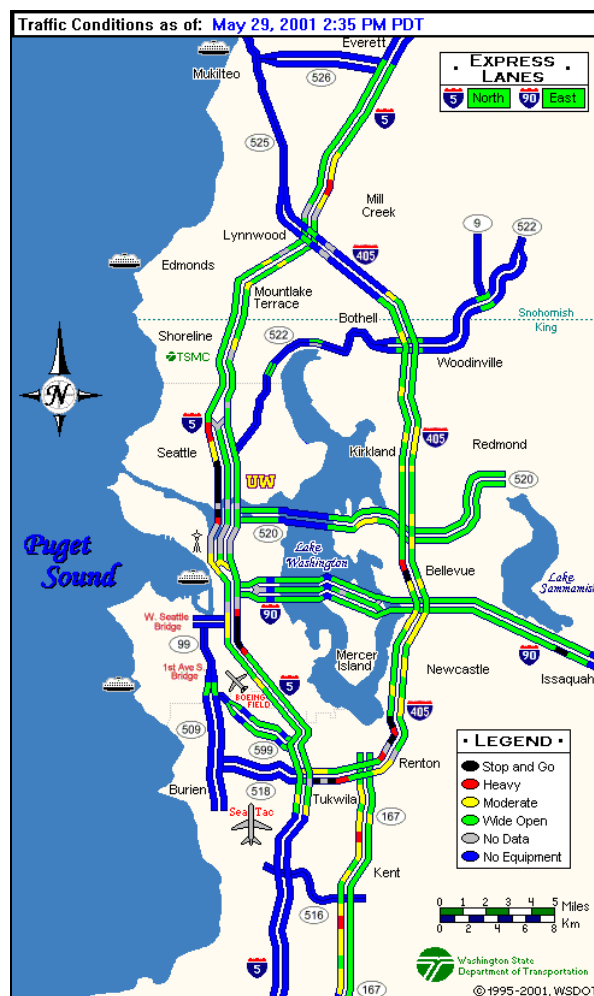 Traffic Conditions as of: May 29, 2001 2:35 PM PDT
Everett
Mukilteo
526
EXPRESS
LANES
5 North 90 East
5
525
Mill
Creek
Lynnwood
9
522
405
Edmonds
Mountlake
Terrace
Bothell
Snohomish
King
Shoreline
TSMC
522
Woodinville
N
5
Seattle
Kirkland
405
Redmond
UW
520
520
Puget
Sound
Lake
Washington
Bellevue
Lake
Sammamish
90
W. Seattle
Bridge
99
Mercer
Island
1st Ave S.
Bridge
Newcastle
90
Issaquah
BOEING
FIELD
5
405
509
599
Renton
LEGEND
Stop and Go
Heavy
Moderate
Wide Open
No Data
No Equipment
518
Burien
Tukwila
Sea Tac
167
Kent
516
0 1 2 3 4 5 Miles
0 2 4 6 8 Km
5
167
Washington State
Department of Transportation
©1995-2001, WSDOT